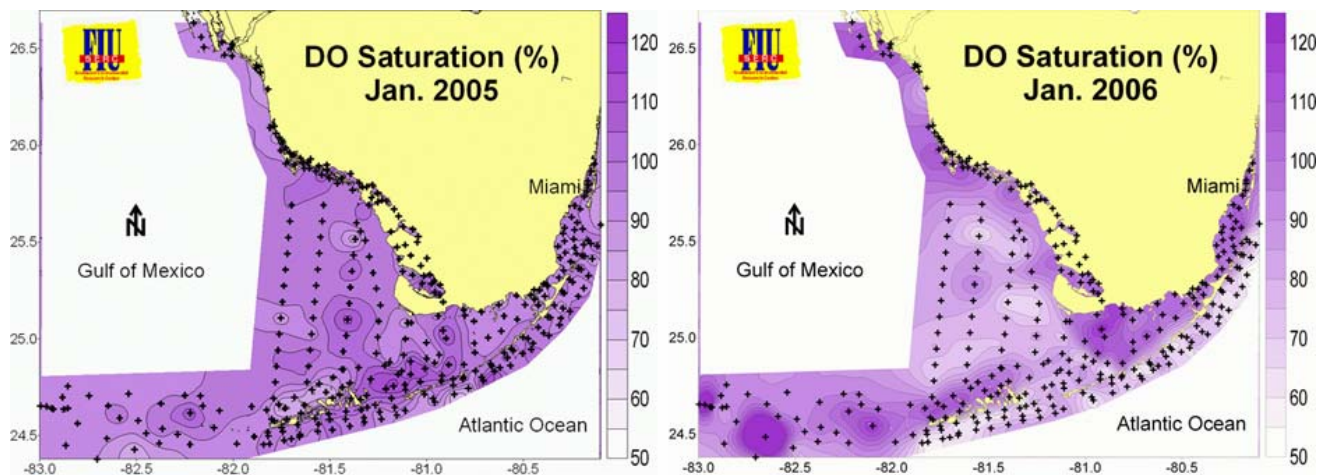 FIU
SERC
DO Saturation (%)
Jan. 2005
Miami
N
Gulf of Mexico
Atlantic Ocean
26.5
26.0
25.5
25.0
24.5
-83.0
-82.5
-82.0
-81.5
-81.0
-80.5
120
110
100
90
80
70
60
50
FIU
SERC
DO Saturation (%)
Jan. 2006
Miami
N
Gulf of Mexico
Atlantic Ocean
26.5
26.0
25.5
25.0
24.5
-83.0
-82.5
-82.0
-81.5
-81.0
-80.5
120
110
100
90
80
70
60
50